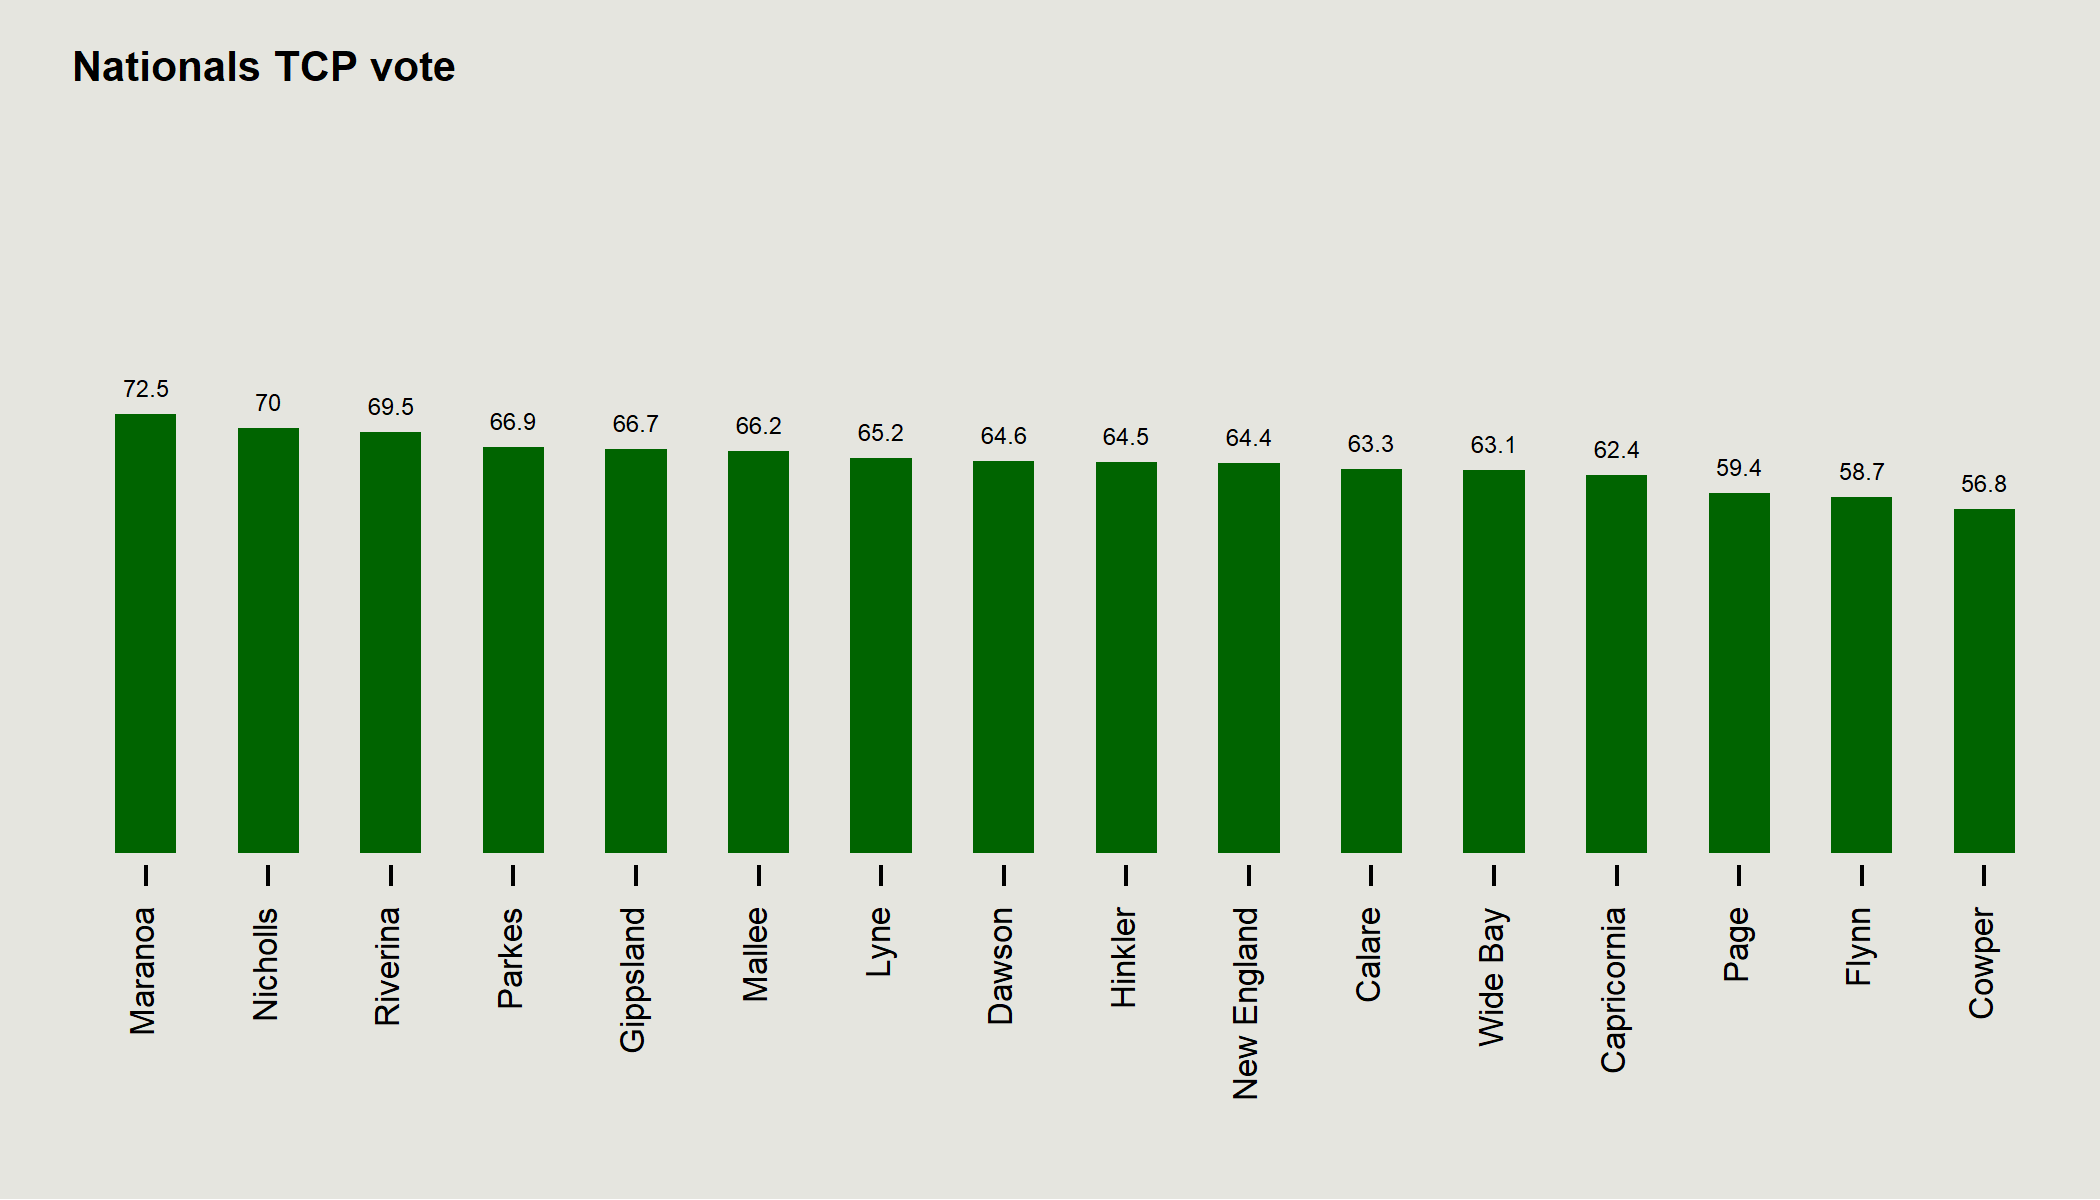 Nationals TCP vote
72.5
70
69.5
66.9
66.7
66.2
65.2
64.6
64.5
64.4
63.3
63.1
62.4
59.4
58.7
56.8
Maranoa
Nicholls
Riverina
Parkes
Gippsland
Mallee
Lyne
Dawson
Hinkler
New England
Calare
Wide Bay
Capricornia
Page
Flynn
Cowper